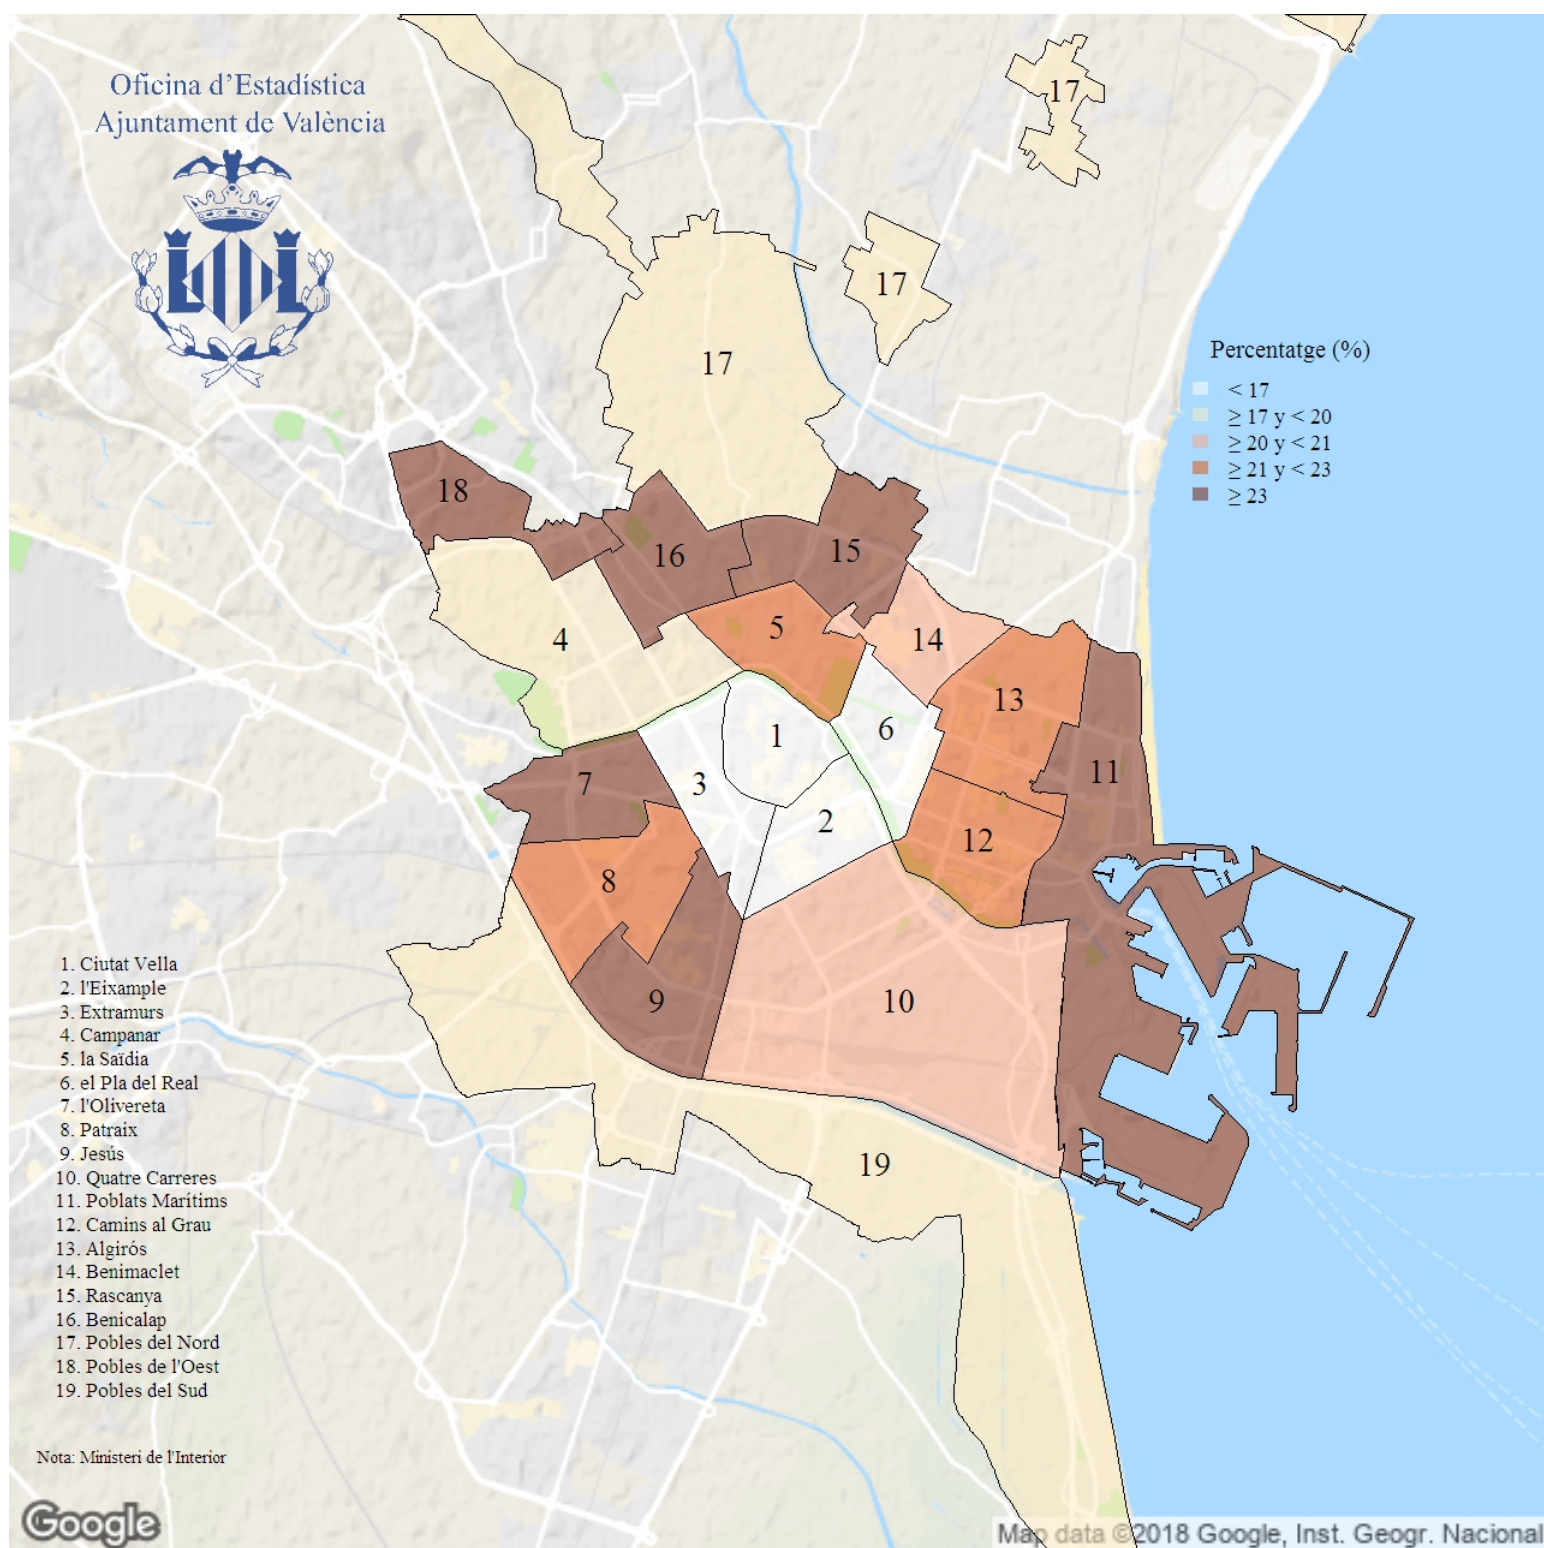 Oficina d'Estadística
Ajuntament de València
17
17
17
Percentatge (%)
< 17
≥ 17 y < 20
≥ 20 y < 21
≥ 21 y < 23
≥ 23
18
16
15
4
5
14
13
6
1
3
7
11
2
12
8
9
10
19
1. Ciutat Vella
2. l'Eixample
3. Extramurs
4. Campanar
5. la Saïdia
6. el Pla del Real
7. l'Olivereta
8. Patraix
9. Jesús
10. Quatre Carreres
11. Poblats Marítims
12. Camins al Grau
13. Algirós
14. Benimaclet
15. Rascanya
16. Benicalap
17. Pobles del Nord
18. Pobles de l'Oest
19. Pobles del Sud
Nota: Ministeri de l'Interior
Google
Map data ©2018 Google, Inst. Geogr. Nacional